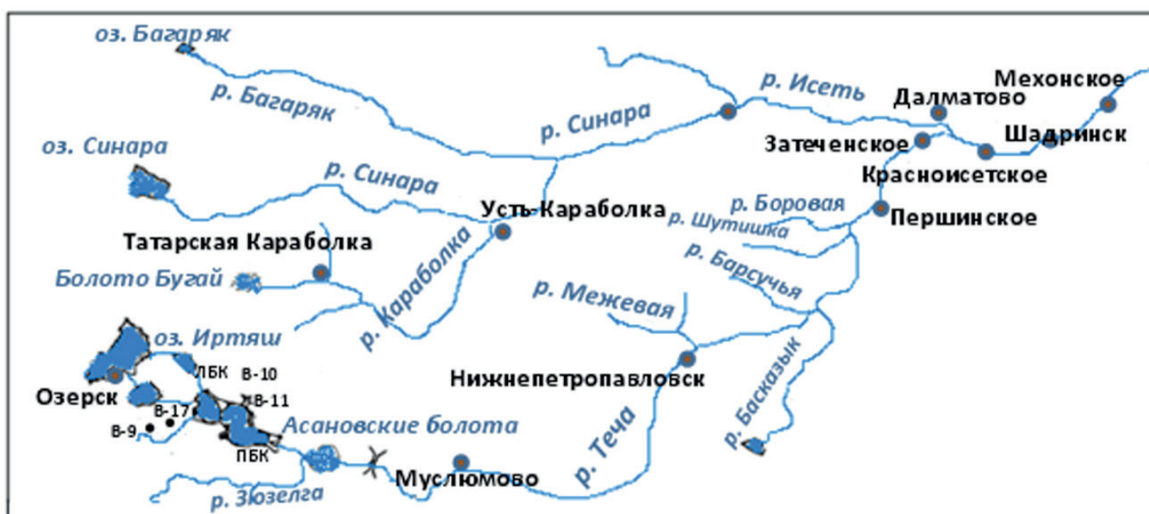 оз. Багаряк
р. Багаряк
р. Исеть
Мехонское
Далматово
р. Синара
Затеченское
Шадринск
оз. Синара
Красноисетское
р. Синара
р. Боровая
Усть Караболка
Першинское
р. Шутишка
Татарская Караболка
Болото Бугай
р. Караболка
р. Барсучья
р. Межевая
оз. Иртяш
ЛБК
В-10
Нижнепетропавловск
Озерск
В-17
В-11
В-9
Асановские болота
р. Басказык
ПБК
р. Теча
Муслюмово
р. Зюзелга